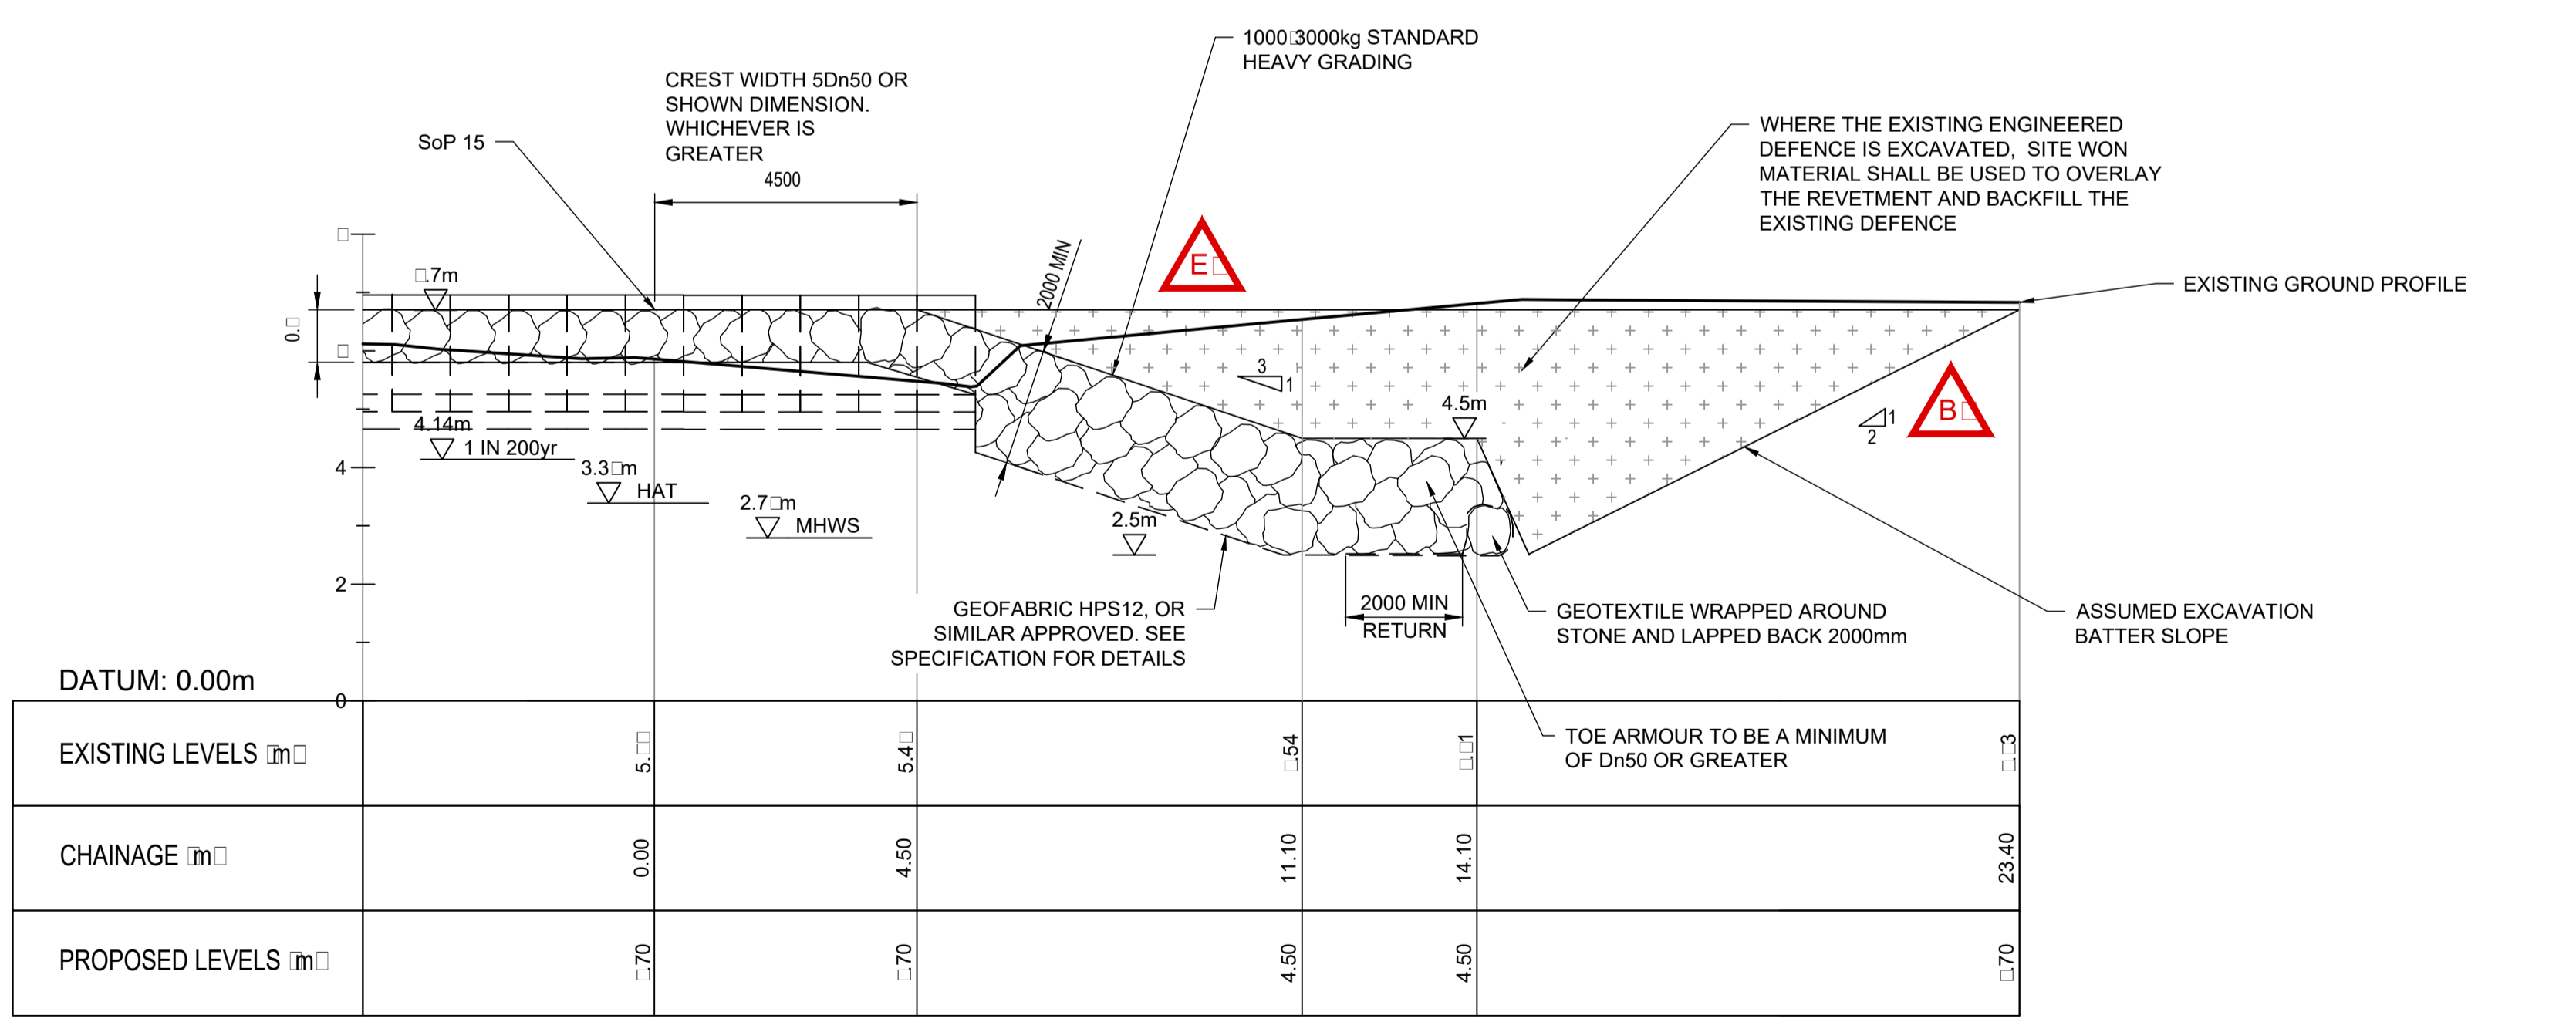 1000□3000kg STANDARD
HEAVY GRADING
CREST WIDTH 5Dn50 OR
SHOWN DIMENSION.
WHICHEVER IS
GREATER
4500
SoP 15
WHERE THE EXISTING ENGINEERED
DEFENCE IS EXCAVATED, SITE WON
MATERIAL SHALL BE USED TO OVERLAY
THE REVETMENT AND BACKFILL THE
EXISTING DEFENCE
2000 MIN
E□
EXISTING GROUND PROFILE
□
□.7m
0.□
□
3
1
4.5m
B□
1
2
4.14m
1 IN 200yr
4
3.3□m
HAT
2.7□m
MHWS
2.5m
2
GEOFABRIC HPS12, OR
SIMILAR APPROVED. SEE
SPECIFICATION FOR DETAILS
2000 MIN
RETURN
GEOTEXTILE WRAPPED AROUND
STONE AND LAPPED BACK 2000mm
ASSUMED EXCAVATION
BATTER SLOPE
TOE ARMOUR TO BE A MINIMUM
OF Dn50 OR GREATER
DATUM: 0.00m
0
EXISTING LEVELS □m□ 5.□□ 5.4□ □.54 □.□1 □.□3
CHAINAGE □m□ 0.00 4.50 11.10 14.10 23.40
PROPOSED LEVELS □m□ □.70 □.70 4.50 4.50 □.70